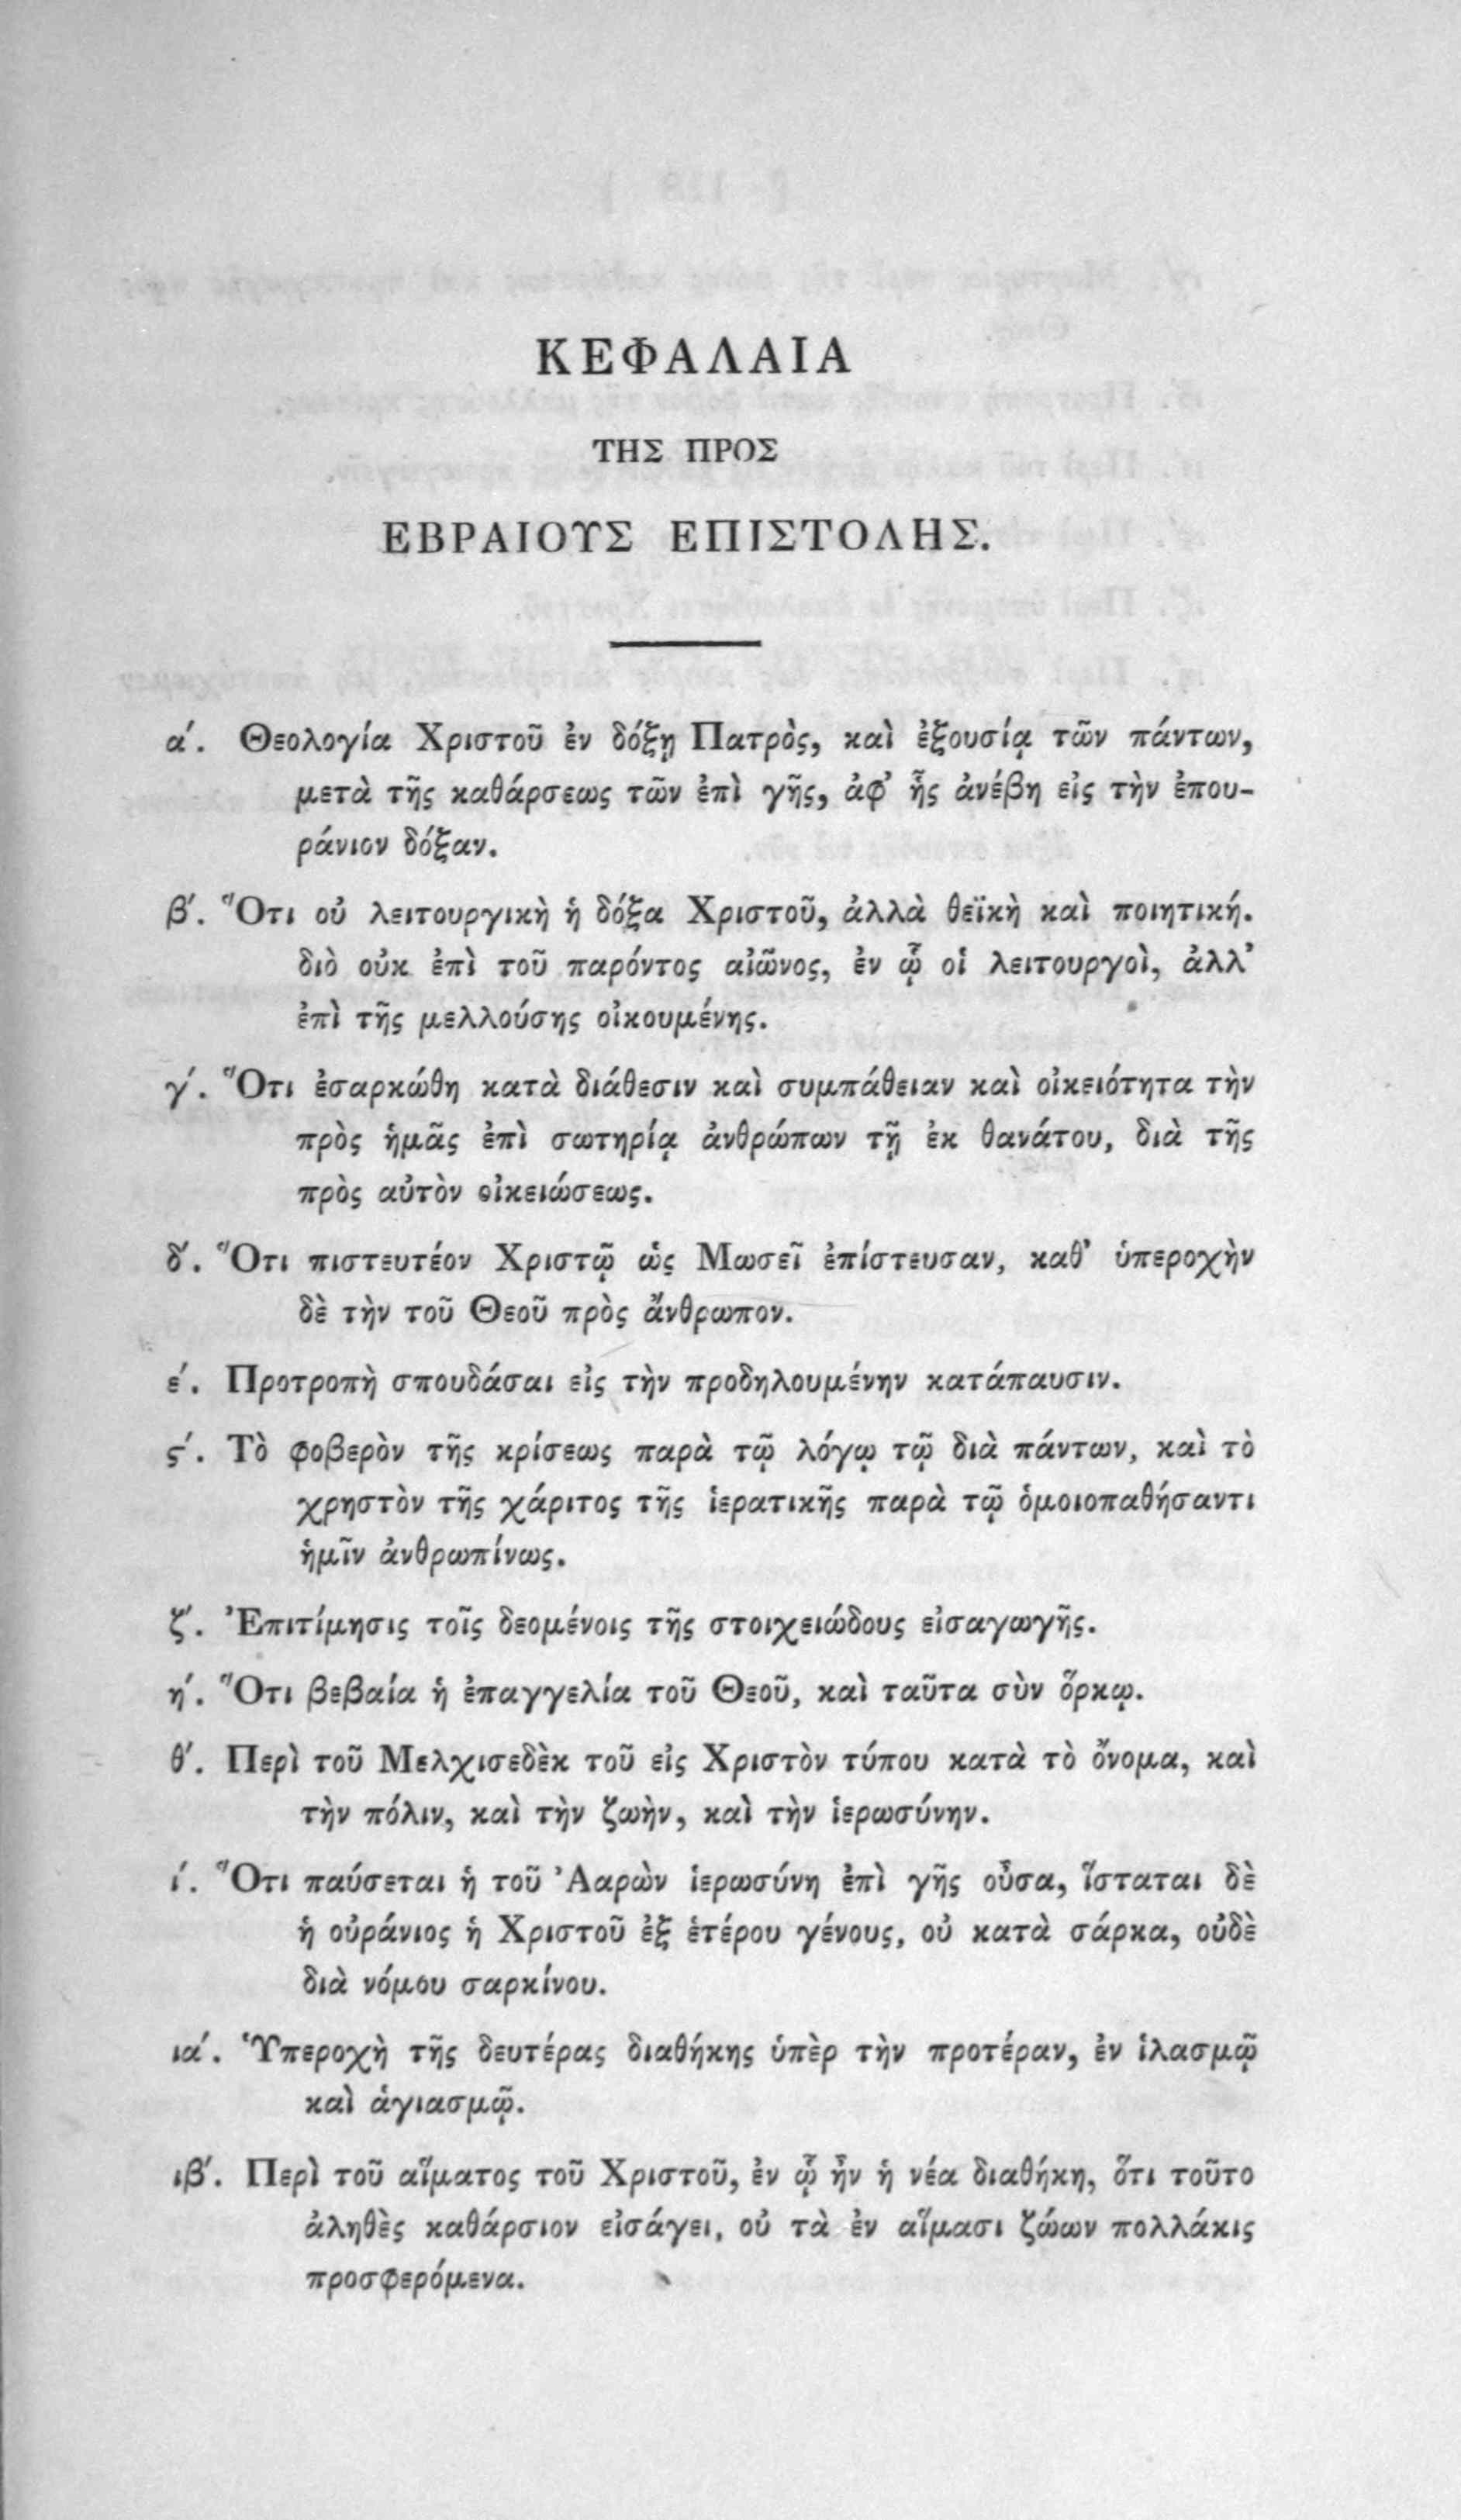 ΚΕΦΑΛΑΙΑ
ΤΗΣ ΠΡΟΣ
ΕΒΡΑΙΟΥΣ ΕΠΙΣΤΟΛΗΣ.
α´. Θεολογία Χριστοῦ ἐν δόξῃ Πατρὸς, καὶ ἐξουσίᾳ τῶν πάντων,
μετὰ τῆς καθάρσεως τῶν ἐπὶ γῆς, ἀφ' ἧς ἀνέβη εἰς τὴν ἐπου-
ράνιον δόξαν.
β´. Ὅτι οὐ λειτουργικὴ ἡ δόξα Χριστοῦ, ἀλλὰ θεϊκὴ καὶ ποιητική.
διὸ οὐκ ἐπὶ τοῦ παρόντος αἰῶνος, ἐν ᾧ οἱ λειτουργοὶ, ἀλλ'
ἐπὶ τῆς μελλούσης οἰκουμένης.
γ´. Ὅτι ἐσαρκώθη κατὰ διάθεσιν καὶ συμπάθειαν καὶ οἰκειότητα τὴν
πρὸς ἡμᾶς ἐπὶ σωτηρίᾳ ἀνθρώπων τῇ ἐκ θανάτου, διὰ τῆς
πρὸς αὐτὸν οἰκειώσεως.
δ´. Ὅτι πιστευτέον Χριστῷ ὡς Μωσεῖ ἐπίστευσαν, καθ' ὑπεροχὴν
δὲ τὴν τοῦ Θεοῦ πρὸς ἄνθρωπον.
ε´. Προτροπὴ σπουδάσαι εἰς τὴν προδηλουμένην κατάπαυσιν.
ς´. Τὸ φοβερὸν τῆς κρίσεως παρὰ τῷ λόγῳ τῷ διὰ πάντων, καὶ τὸ
χρηστὸν τῆς χάριτος τῆς ἱερατικῆς παρὰ τῷ ὁμοιοπαθήσαντι
ἡμῖν ἀνθρωπίνως.
ζ´. Ἐπιτίμησις τοῖς δεομένοις τῆς στοιχειώδους εἰσαγωγῆς.
η´. Ὅτι βεβαία ἡ ἐπαγγελία τοῦ Θεοῦ, καὶ ταῦτα σὺν ὅρκῳ.
θ´. Περὶ τοῦ Μελχισεδὲκ τοῦ εἰς Χριστὸν τύπου κατὰ τὸ ὄνομα, καὶ
τὴν πόλιν, καὶ τὴν ζωὴν, καὶ τὴν ἱερωσύνην.
ί. Ὅτι παύσεται ἡ τοῦ Ἀαρὼν ἱερωσύνη ἐπὶ γῆς οὖσα, ἵσταται δὲ
ἡ οὐράνιος ἡ Χριστοῦ ἐξ ἑτέρου γένους, οὐ κατὰ σάρκα, οὐδὲ
διὰ νόμου σαρκίνου.
ια´. Ὑπεροχὴ τῆς δευτέρας διαθήκης ὑπὲρ τὴν προτέραν, ἐν ἱλασμῷ
καὶ ἁγιασμῷ.
ιβ´. Περὶ τοῦ αἵματος τοῦ Χριστοῦ, ἐν ᾧ ἦν ἡ νέα διαθήκη, ὅτι τοῦτο
ἀληθὲς καθάρσιον εἰσάγει, οὐ τὰ ἐν αἵμασι ζώων πολλάκις
προσφερόμενα.